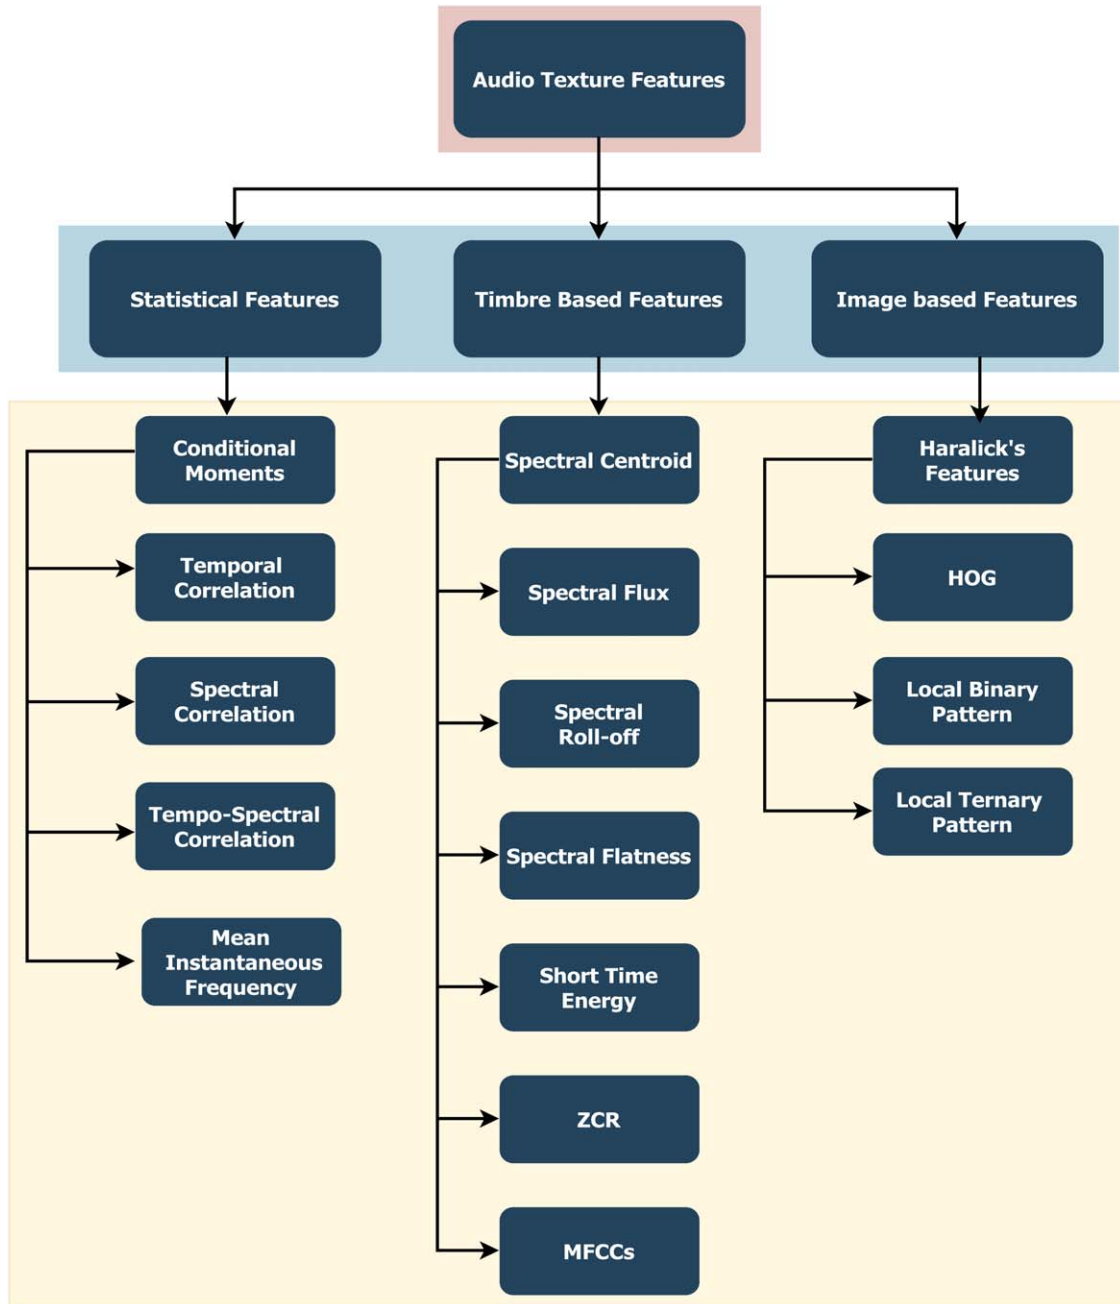 Audio Texture Features
Statistical Features
Timbre Based Features
Image based Features
Conditional
Moments
Temporal
Correlation
Spectral
Correlation
Tempo-Spectral
Correlation
Mean
Instantaneous
Frequency
Spectral Centroid
Spectral Flux
Spectral
Roll-off
Spectral Flatness
Short Time
Energy
ZCR
MFCCs
Haralick's
Features
HOG
Local Binary
Pattern
Local Ternary
Pattern